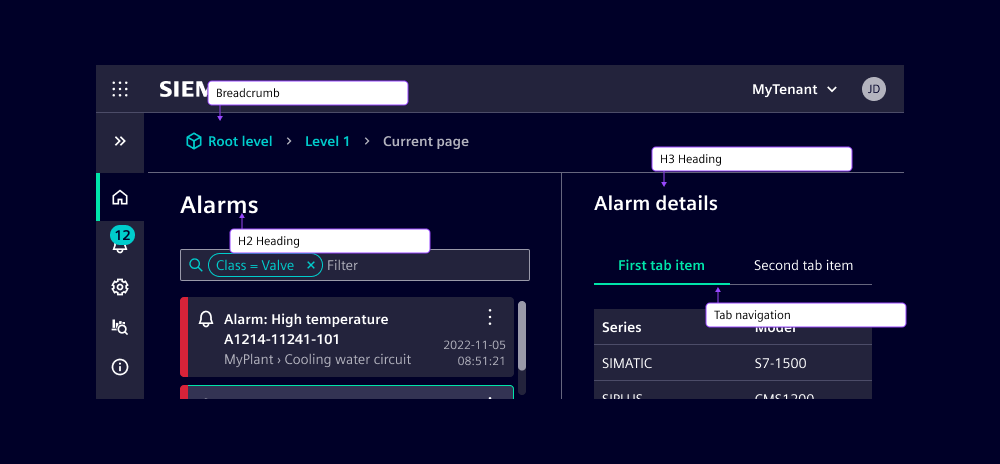 SIEM
Breadcrumb
MyTenant
JD
Root level
Level 1
Current page
H3 Heading
Alarms
Alarm details
12
H2 Heading
Class = Valve
Filter
First tab item
Second tab item
Tab navigation
Alarm: High temperature
A1214-11241-101
MyPlant › Cooling water circuit
2022-11-05
08:51:21
Series
Model
SIMATIC
S7-1500
SIPLUS
CMS1200